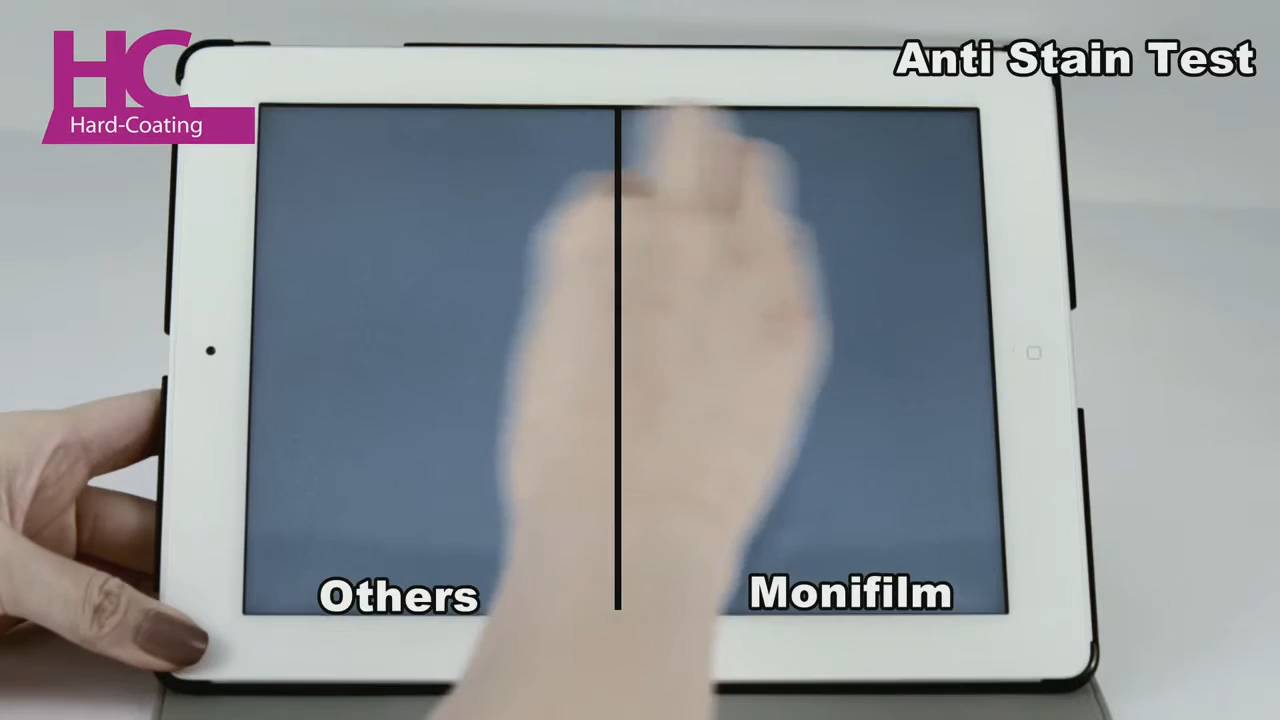 HC
Hard-Coating
Anti Stain Test
Others
Monifilm